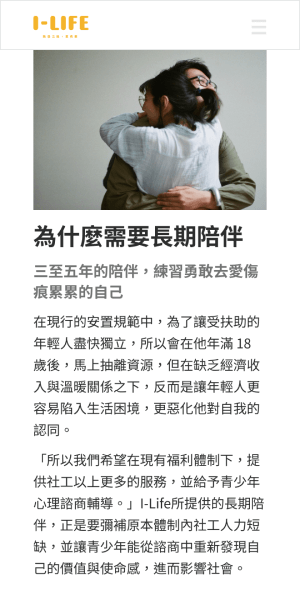 I-LIFE
為什麼需要長期陪伴
三至五年的陪伴，練習勇敢去愛傷
痕累累的自己
在現行的安置規範中，為了讓受扶助的
年輕人盡快獨立，所以會在他年滿 18
歲後，馬上抽離資源，但在缺乏經濟收
入與溫暖關係之下，反而是讓年輕人更
容易陷入生活困境，更惡化他對自我的
認同。
「所以我們希望在現有福利體制下，提
供社工以上更多的服務，並給予青少年
心理諮商輔導。」I-Life所提供的長期陪
伴，正是要彌補原本體制內社工人力短
缺，並讓青少年能從諮商中重新發現自
己的價值與使命感，進而影響社會。